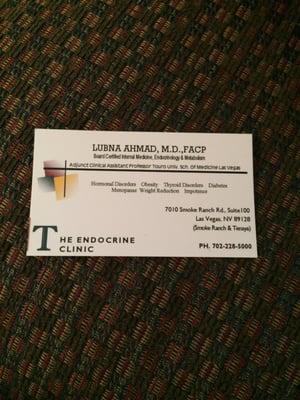 LUBNA AHMAD, M.D.,FACP
Board Certified Internal Medicine, Endocrinology & Metabolism
Adjunct Clinical Assistant Professor Touro Univ. Sch. of Medicine Las Vegas
Hormonal Disorders Obesity Thyroid Disorders Diabetes
Menopause Weight Reduction Impotence
7010 Smoke Ranch Rd., Suite100
Las Vegas, NV 89128
(Smoke Ranch & Tenaya)
THE ENDOCRINE
CLINIC
PH. 702-228-5000